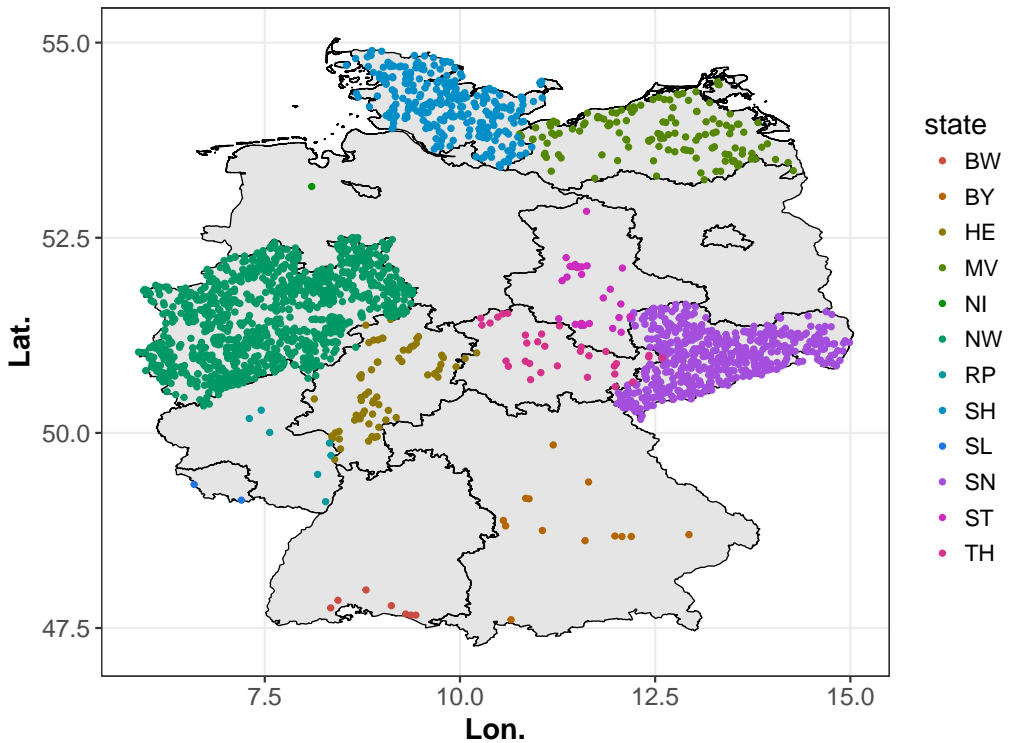 55.0
52.5
50.0
47.5
Lat.
7.5 10.0 12.5 15.0
Lon.
state
BW
BY
HE
MV
NI
NW
RP
SH
SL
SN
ST
TH